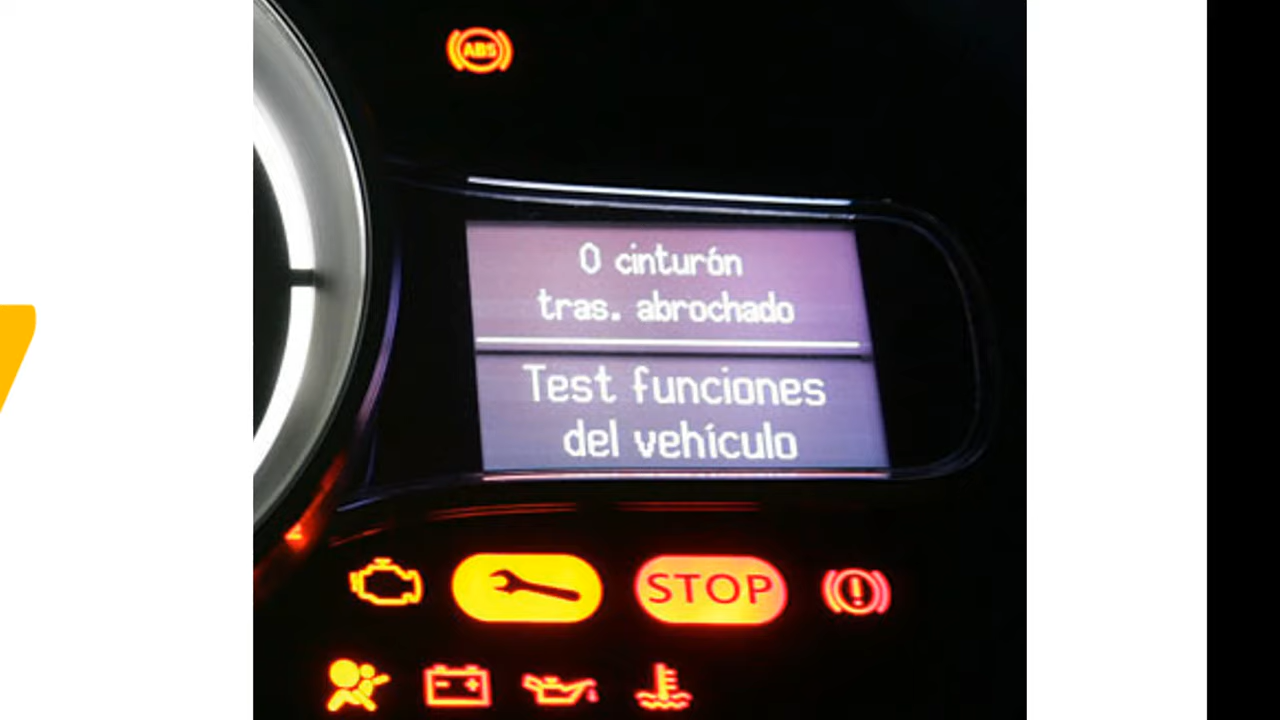 ABS
0 cinturón
tras. abrochado
Test funciones
del vehículo
STOP